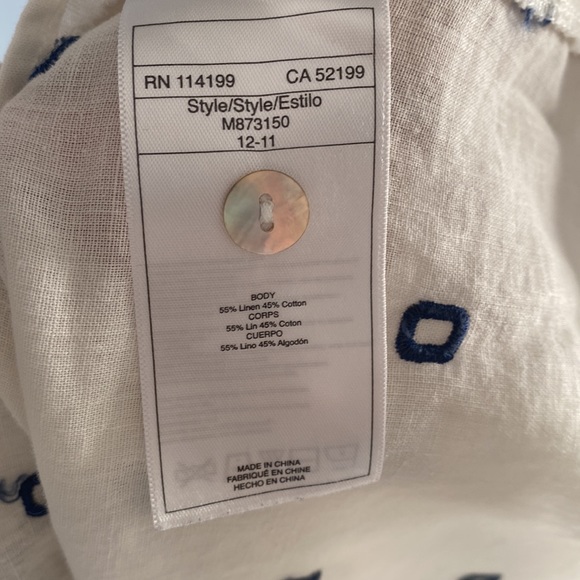 RN 114199 CA 52199
Style/Style/Estilo
M873150
12-11
BODY
55% Linen 45% Cotton
CORPS
55% Lin 45% Coton
CUERPO
55% Lino 45% Algodón
MADE IN CHINA
FABRIQUÉ EN CHINE
HECHO EN CHINA